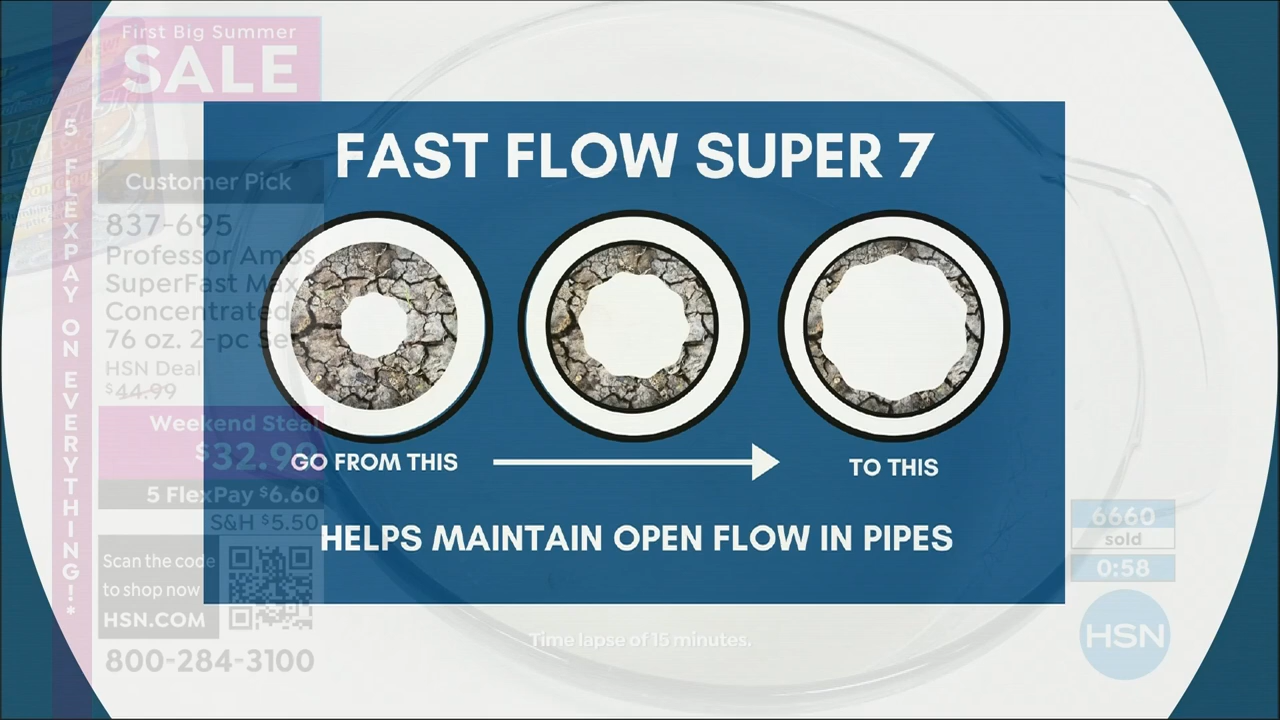 First Big Summer
SALE
5 FLEXPAY ON EVERYTHING!*
Customer Pick
837-695
Professor Amos
SuperFast Max
Concentrated
76 oz. 2-pc Se
HSN Deal
$44.99
Weekend Steal
$32.90
5 FlexPay $6.60
S&H $5.50
Scan the code
to shop now
HSN.COM
800-284-3100
FAST FLOW SUPER 7
GO FROM THIS
TO THIS
HELPS MAINTAIN OPEN FLOW IN PIPES
Time lapse of 15 minutes.
6660
sold
0:58
HSN